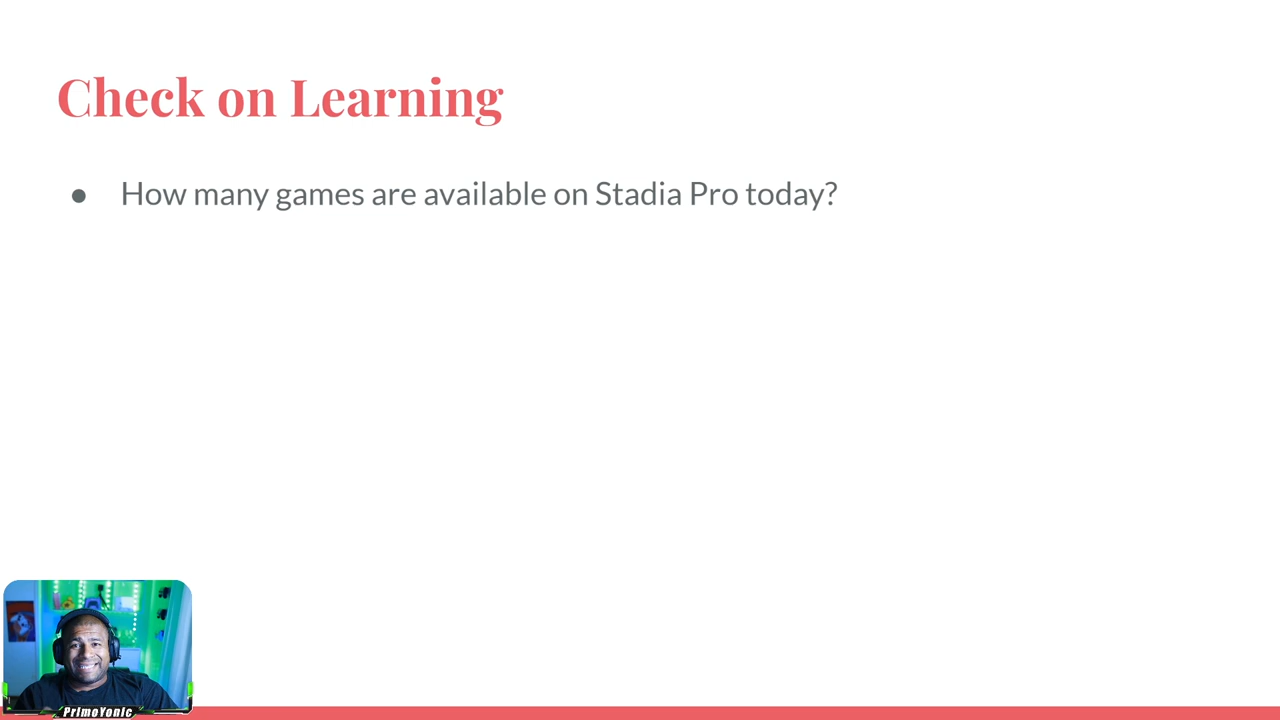 Check on Learning
● How many games are available on Stadia Pro today?
PrimoYonic